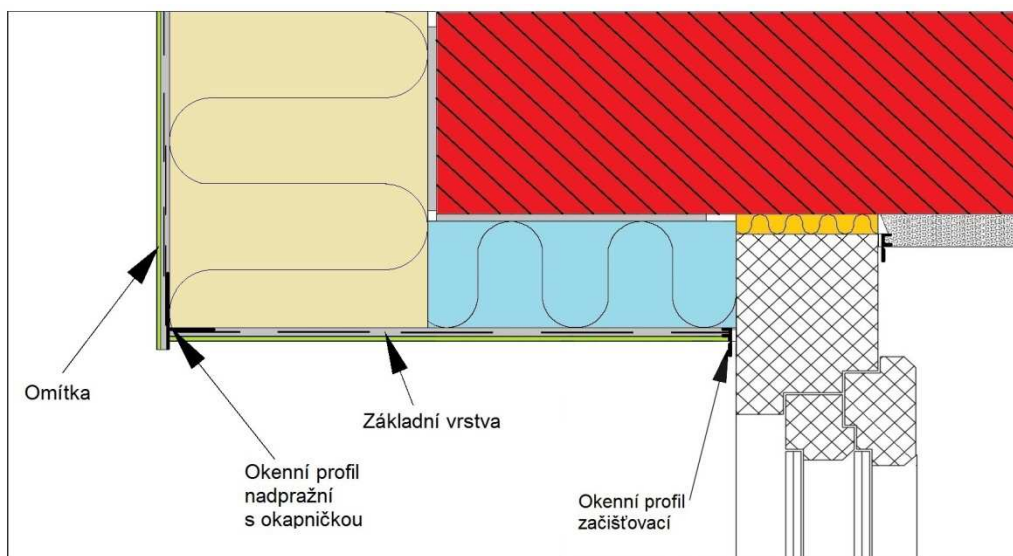 Omítka
Základní vrstva
Okenní profil
nadpražní
s okapničkou
Okenní profil
začišťovací